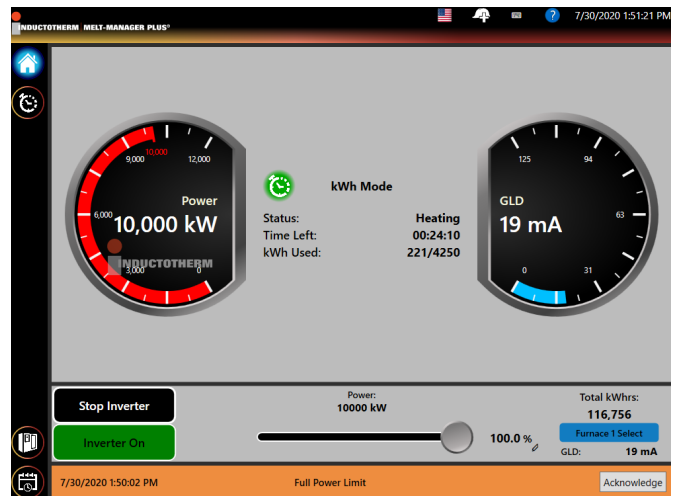 INDUCTOTHERM MELT-MANAGER PLUS®
? 7/30/2020 1:51:21 PM
9,000 10,000 12,000
Power
6,000 10,000 kW
INDUCTOTHERM
3,000 0
kWh Mode
Status: Heating
Time Left: 00:24:10
kWh Used: 221/4250
125 94
GLD
19 mA 63
0 31
Stop Inverter
Inverter On
Power:
10000 kW
100.0 %
Total kWhrs:
116,756
Furnace 1 Select
GLD: 19 mA
7/30/2020 1:50:02 PM Full Power Limit Acknowledge